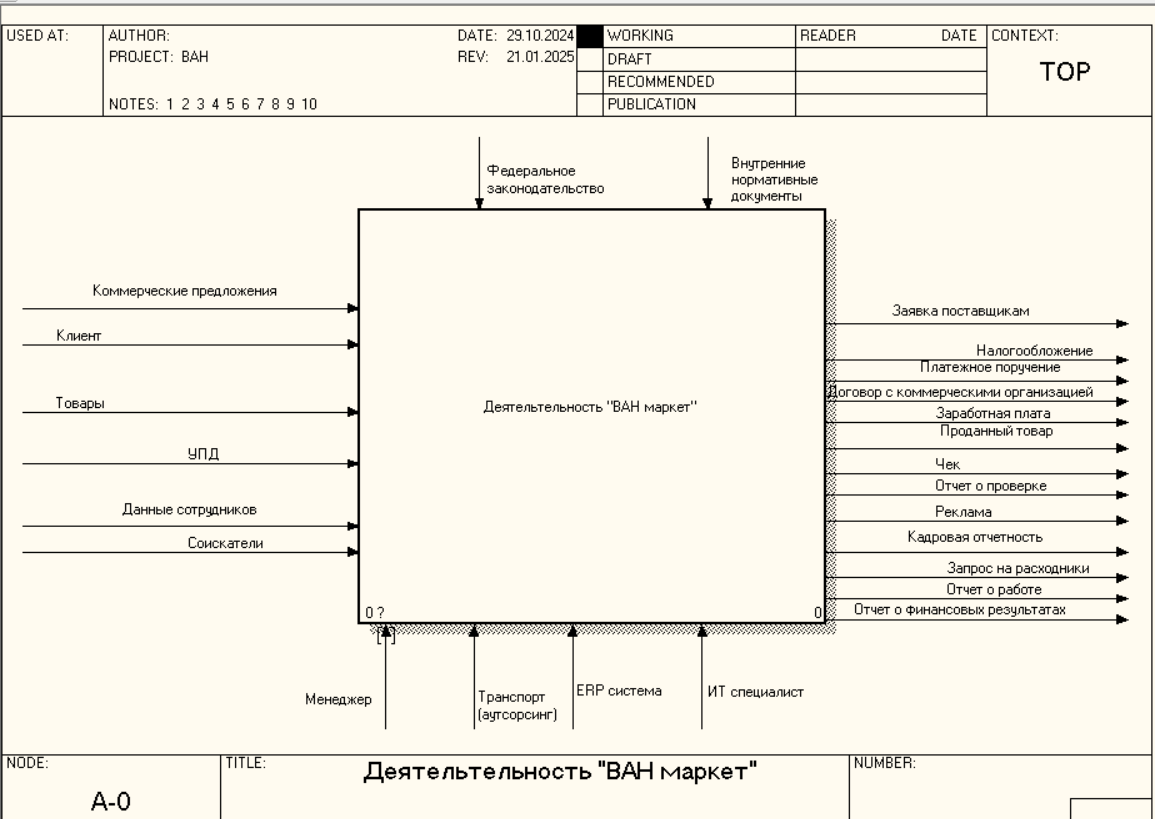 USED AT:
AUTHOR:
DATE: 29.10.2024
WORKING
READER
DATE
CONTEXT:
PROJECT: ВАН
REV: 21.01.2025
DRAFT
TOP
RECOMMENDED
NOTES: 1 2 3 4 5 6 7 8 9 10
PUBLICATION
Федеральное
законодательство
Внутренние
нормативные
документы
Коммерческие предложения
Клиент
Товары
УПД
Данные сотрудников
Соискатели
Деятельтельность "ВАН маркет"
0 ?
0
Заявка поставщикам
Налогообложение
Платежное поручение
Договор с коммерческими организацией
Заработная плата
Проданный товар
Чек
Отчет о проверке
Реклама
Кадровая отчетность
Запрос на расходники
Отчет о работе
Отчет о финансовых результатах
Менеджер
Транспорт
(аутсорсинг)
ERP система
ИТ специалист
NODE:
TITLE:
Деятельтельность "ВАН маркет"
NUMBER:
A-0